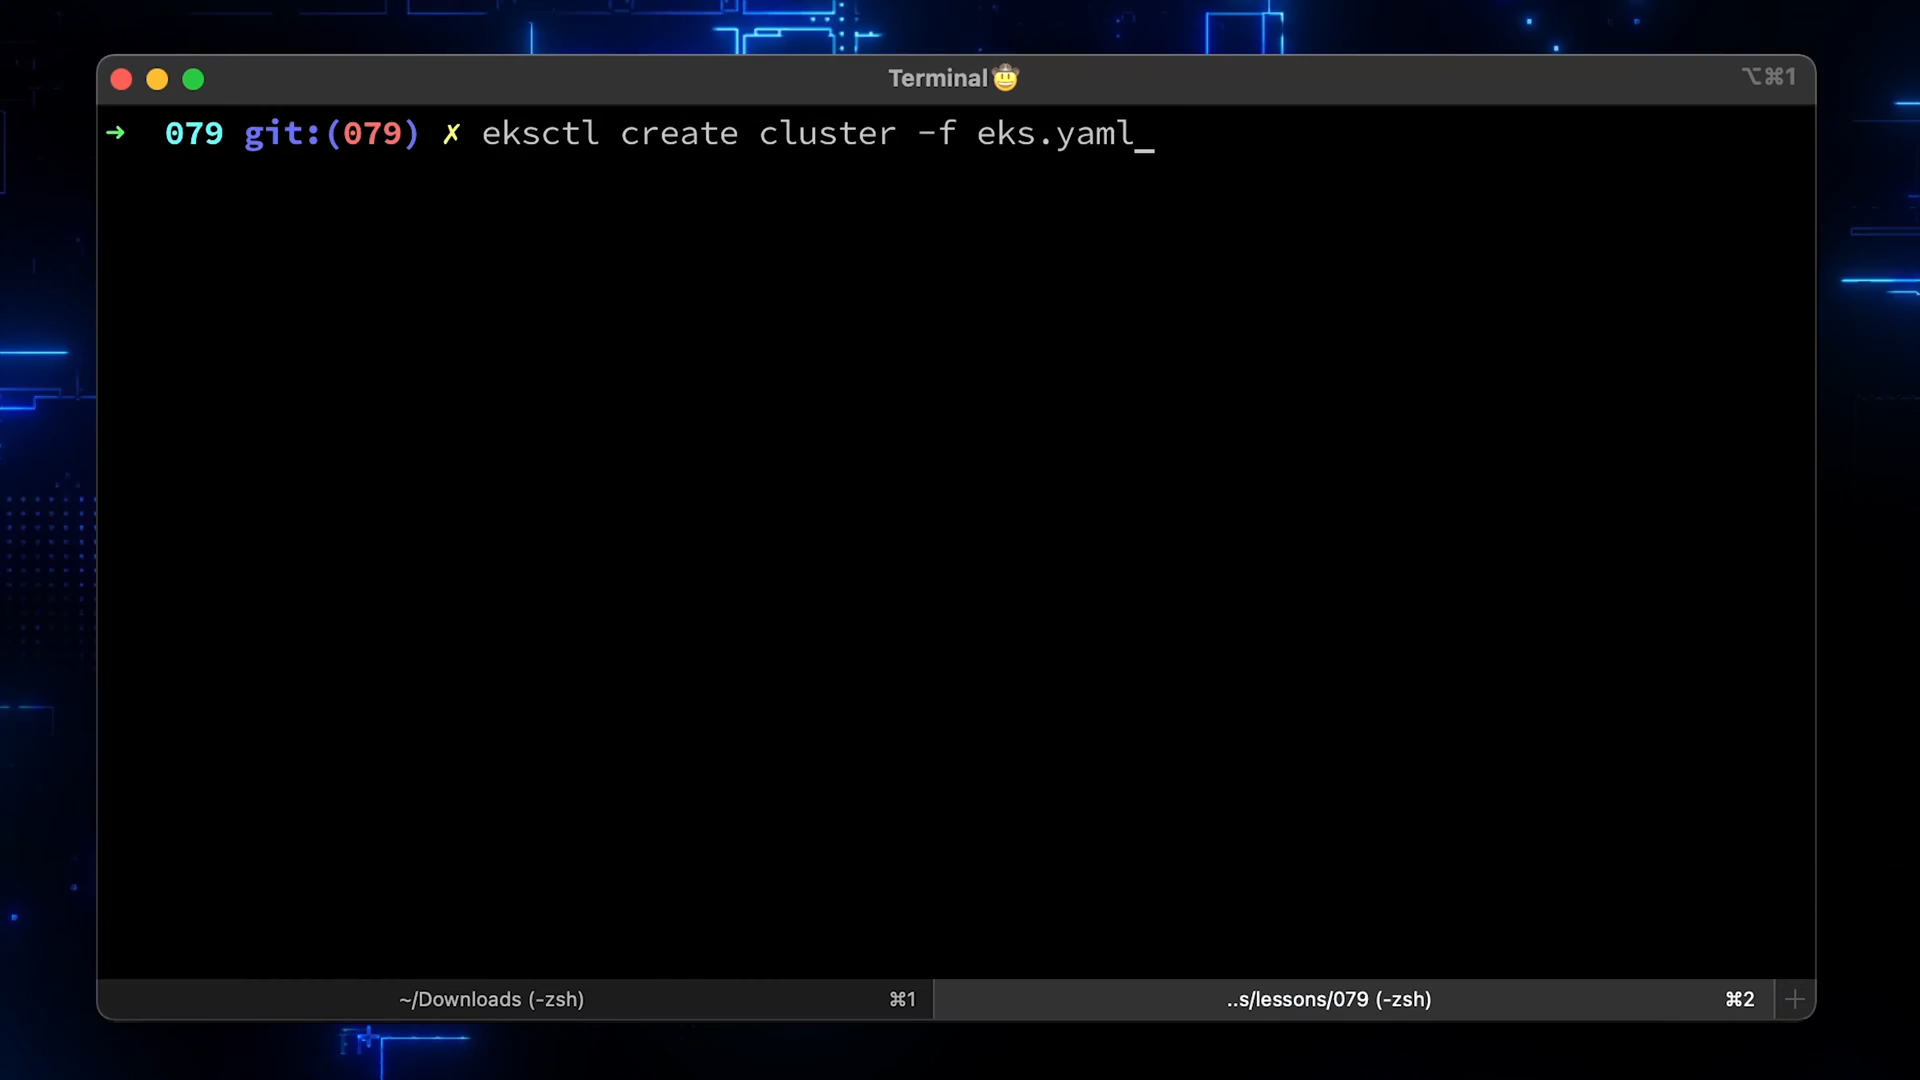 Terminal🤠
⌥⌘1
➜ 079 git:(079) ✗ eksctl create cluster -f eks.yaml_
~/Downloads (-zsh) ⌘1
..s/lessons/079 (-zsh) ⌘2 +